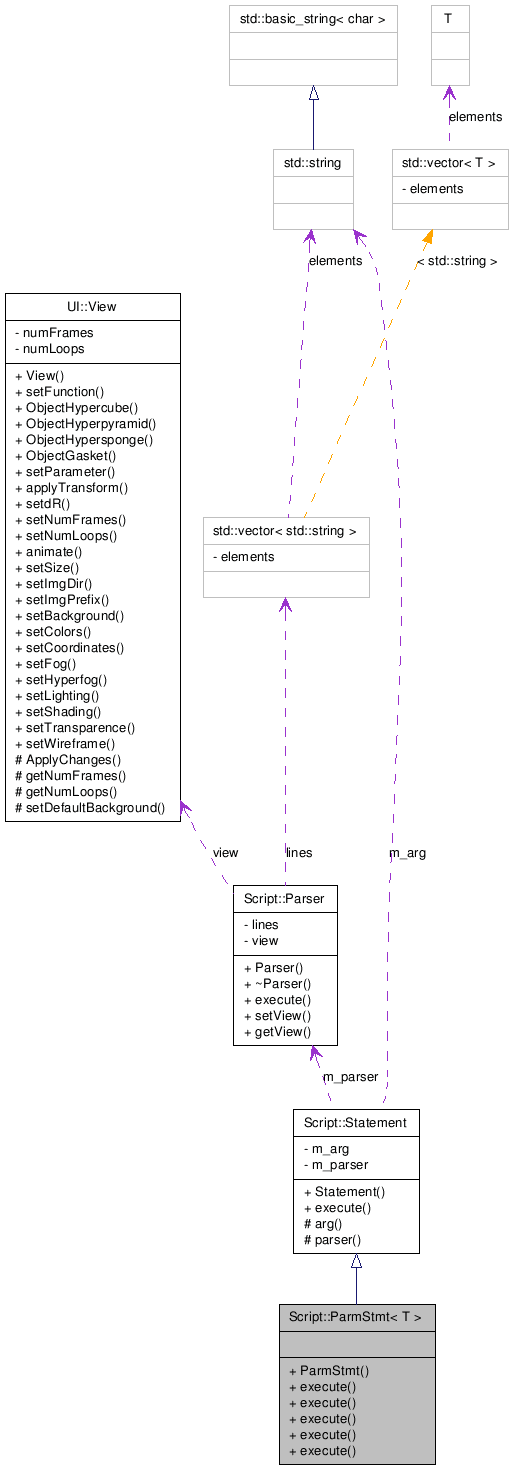 std::basic_string< char >
T
elements
std::string
std::vector< T >
- elements
elements
< std::string >
UI::View
- numFrames
- numLoops
+ View()
+ setFunction()
+ ObjectHypercube()
+ ObjectHyperpyramid()
+ ObjectHypersponge()
+ ObjectGasket()
+ setParameter()
+ applyTransform()
+ setdR()
+ setNumFrames()
+ setNumLoops()
+ animate()
+ setSize()
+ setImgDir()
+ setImgPrefix()
+ setBackground()
+ setColors()
+ setCoordinates()
+ setFog()
+ setHyperfog()
+ setLighting()
+ setShading()
+ setTransparence()
+ setWireframe()
# ApplyChanges()
# getNumFrames()
# getNumLoops()
# setDefaultBackground()
std::vector< std::string >
- elements
view
lines
m_arg
Script::Parser
- lines
- view
+ Parser()
+ ~Parser()
+ execute()
+ setView()
+ getView()
m_parser
Script::Statement
- m_arg
- m_parser
+ Statement()
+ execute()
# arg()
# parser()
Script::ParmStmt< T >
+ ParmStmt()
+ execute()
+ execute()
+ execute()
+ execute()
+ execute()